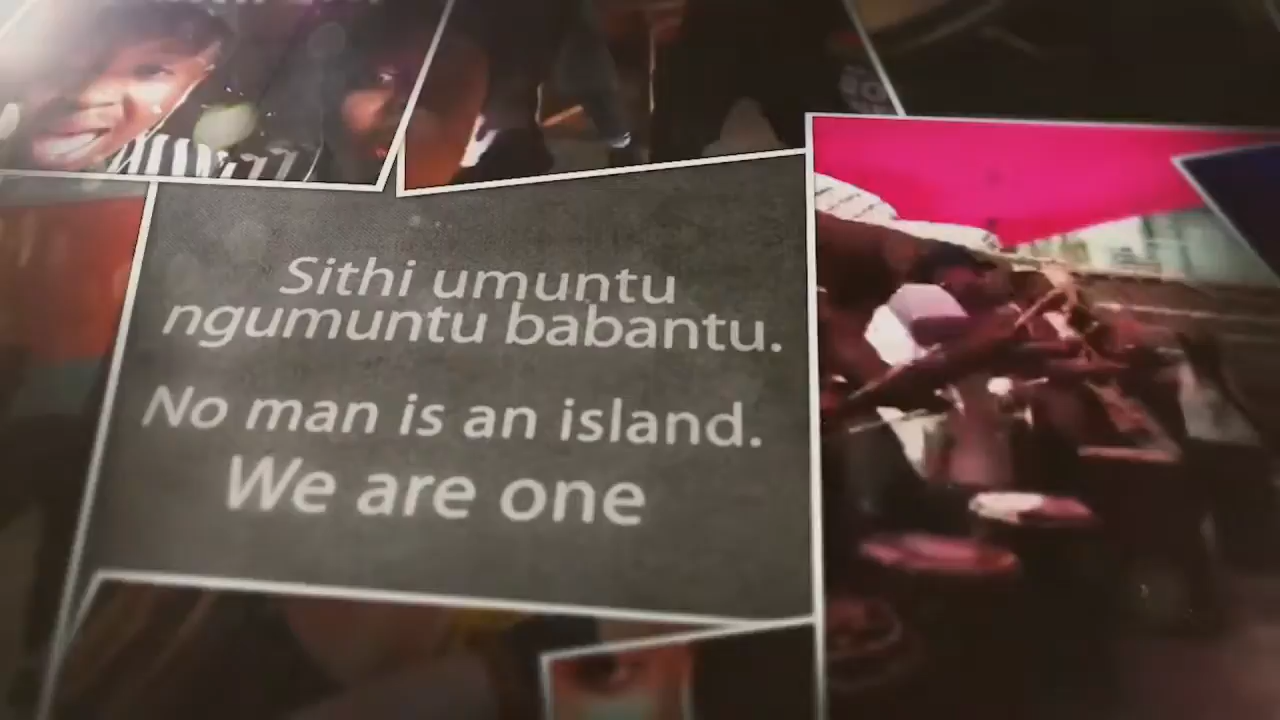 Sithi umuntu
ngumuntu babantu.
No man is an island.
We are one